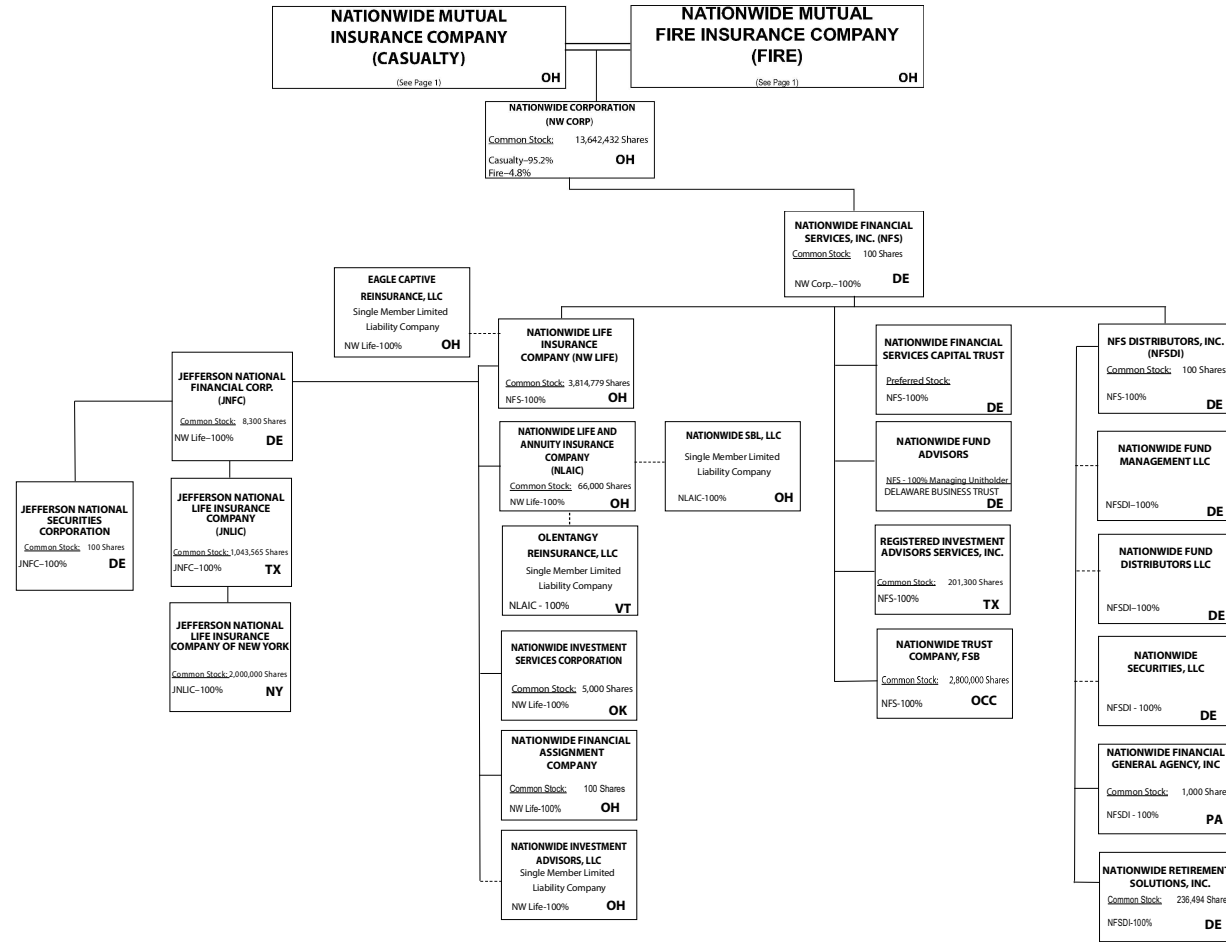 NATIONWIDE MUTUAL
INSURANCE COMPANY
(CASUALTY)
(See Page 1)
OH
NATIONWIDE MUTUAL
FIRE INSURANCE COMPANY
(FIRE)
(See Page 1)
OH
NATIONWIDE CORPORATION
(NW CORP)
Common Stock: 13,642,432 Shares
Casualty–95.2%
OH
Fire–4.8%
NATIONWIDE FINANCIAL
SERVICES, INC. (NFS)
Common Stock: 100 Shares
NW Corp.–100%
DE
EAGLE CAPTIVE
REINSURANCE, LLC
Single Member Limited
Liability Company
NW Life-100%
OH
NATIONWIDE LIFE
INSURANCE
COMPANY (NW LIFE)
Common Stock: 3,814,779 Shares
NFS-100%
OH
JEFFERSON NATIONAL
FINANCIAL CORP.
(JNFC)
Common Stock: 8,300 Shares
NW Life–100%
DE
JEFFERSON NATIONAL
SECURITIES
CORPORATION
Common Stock: 100 Shares
JNFC–100%
DE
JEFFERSON NATIONAL
LIFE INSURANCE
COMPANY
(JNLIC)
Common Stock: 1,043,565 Shares
JNFC–100%
TX
JEFFERSON NATIONAL
LIFE INSURANCE
COMPANY OF NEW YORK
Common Stock: 2,000,000 Shares
JNLIC–100%
NY
NATIONWIDE LIFE AND
ANNUITY INSURANCE
COMPANY
(NLAIC)
Common Stock: 66,000 Shares
NW Life-100%
OH
NATIONWIDE SBL, LLC
Single Member Limited
Liability Company
NLAIC-100%
OH
OLENTANGY
REINSURANCE, LLC
Single Member Limited
Liability Company
NLAIC - 100%
VT
NATIONWIDE INVESTMENT
SERVICES CORPORATION
Common Stock: 5,000 Shares
NW Life-100%
OK
NATIONWIDE FINANCIAL
ASSIGNMENT
COMPANY
Common Stock: 100 Shares
NW Life-100%
OH
NATIONWIDE INVESTMENT
ADVISORS, LLC
Single Member Limited
Liability Company
NW Life-100%
OH
NATIONWIDE FINANCIAL
SERVICES CAPITAL TRUST
Preferred Stock:
NFS-100%
DE
NATIONWIDE FUND
ADVISORS
NFS - 100% Managing Unitholder
DELAWARE BUSINESS TRUST
DE
REGISTERED INVESTMENT
ADVISORS SERVICES, INC.
Common Stock: 201,300 Shares
NFS-100%
TX
NATIONWIDE TRUST
COMPANY, FSB
Common Stock: 2,800,000 Shares
NFS-100%
OCC
NFS DISTRIBUTORS, INC.
(NFSDI)
Common Stock: 100 Shares
NFS-100%
DE
NATIONWIDE FUND
MANAGEMENT LLC
NFSDI–100%
DE
NATIONWIDE FUND
DISTRIBUTORS LLC
NFSDI–100%
DE
NATIONWIDE
SECURITIES, LLC
NFSDI - 100%
DE
NATIONWIDE FINANCIAL
GENERAL AGENCY, INC
Common Stock: 1,000 Share
NFSDI - 100%
PA
NATIONWIDE RETIREMENT
SOLUTIONS, INC.
Common Stock: 236,494 Share
NFSDI-100%
DE